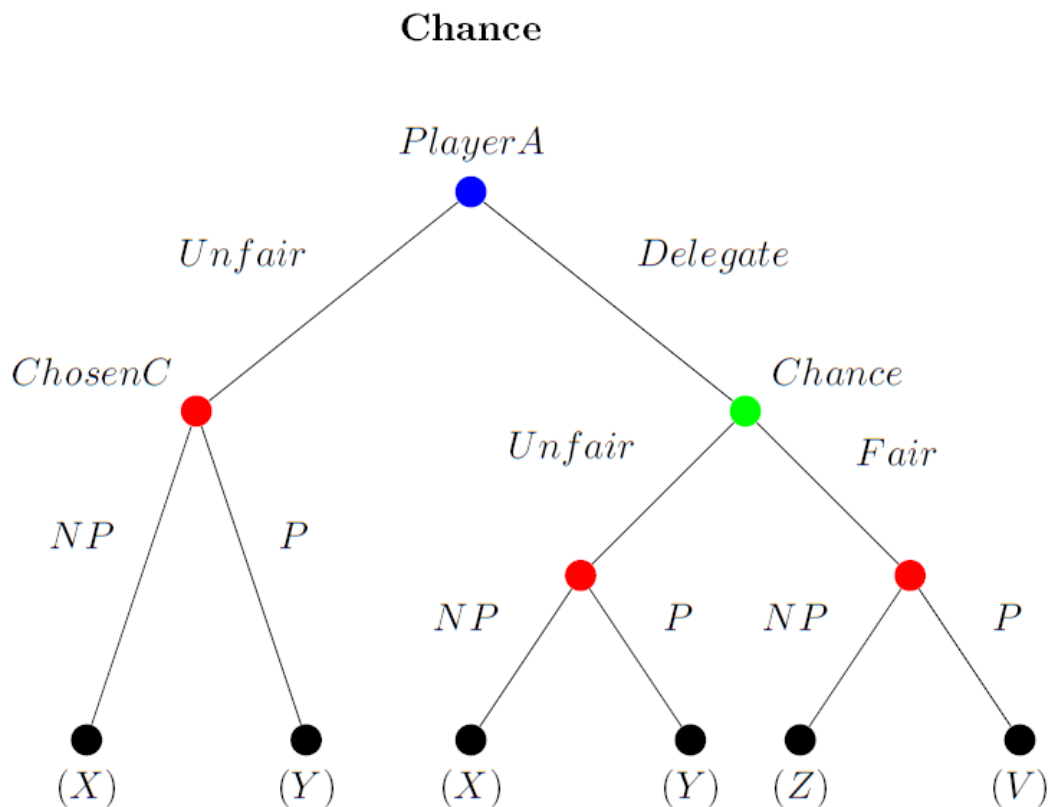 Chance
PlayerA
Unfair Delegate
ChosenC Chance
Unfair Fair
NP P
NP P NP P
(X) (Y) (X) (Y) (Z) (V)